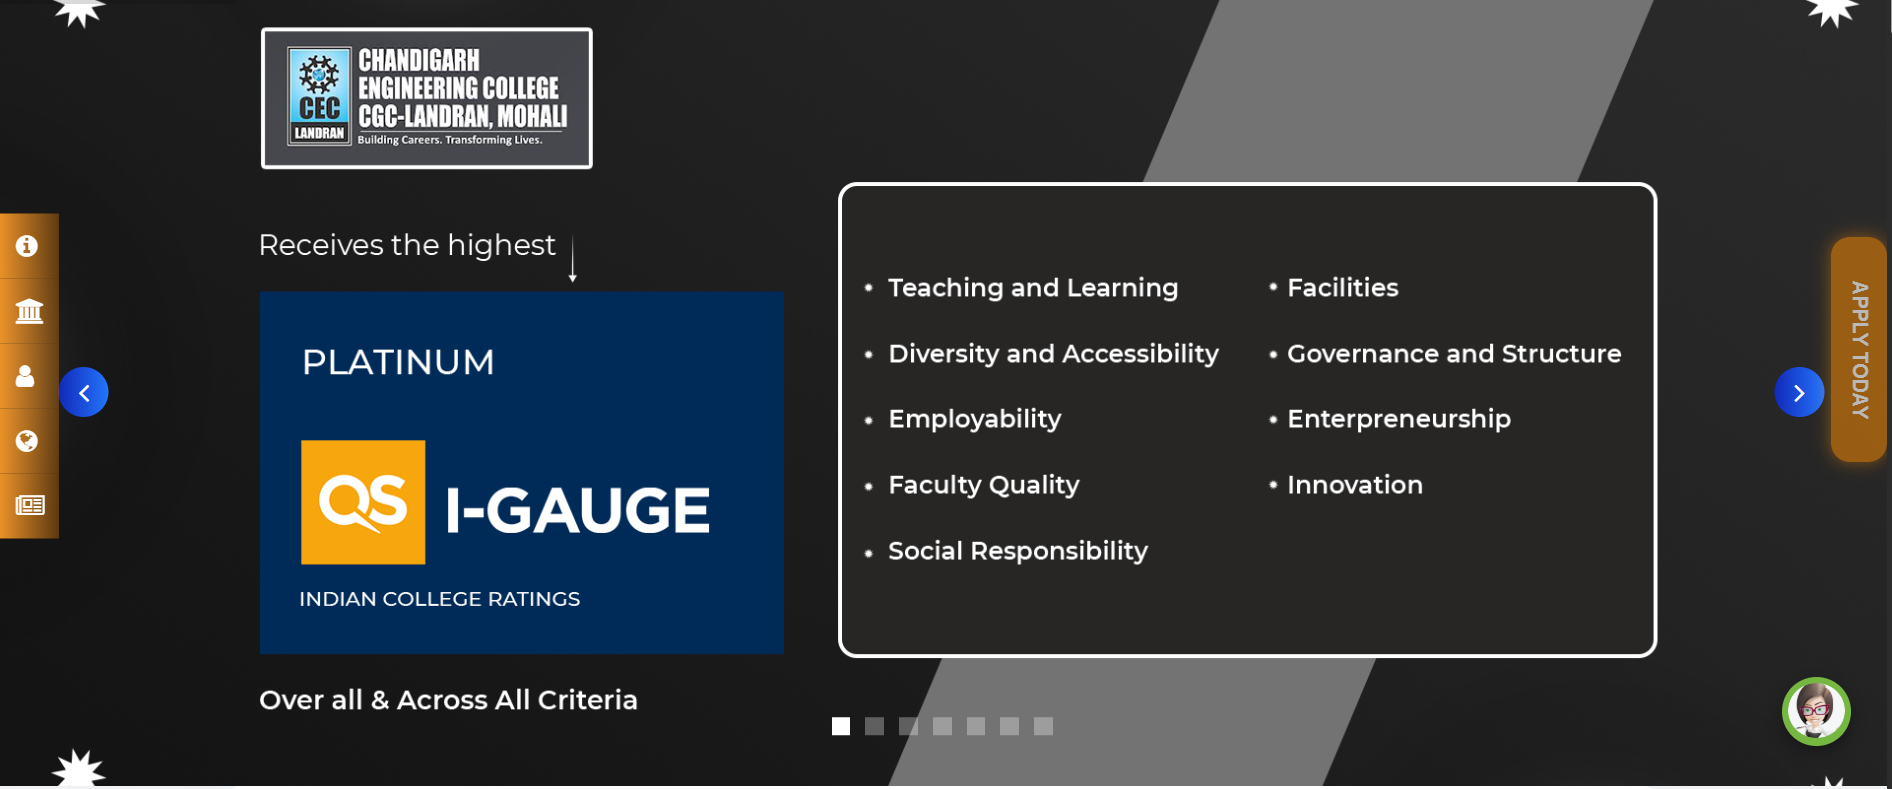 CHANDIGARH
ENGINEERING COLLEGE
CGC-LANDRAN, MOHALI
Building Careers. Transforming Lives.
CEC
LANDRAN
Receives the highest
PLATINUM
QS I-GAUGE
INDIAN COLLEGE RATINGS
Over all & Across All Criteria
Teaching and Learning
Diversity and Accessibility
Employability
Faculty Quality
Social Responsibility
Facilities
Governance and Structure
Enterpreneurship
Innovation
APPLY TODAY